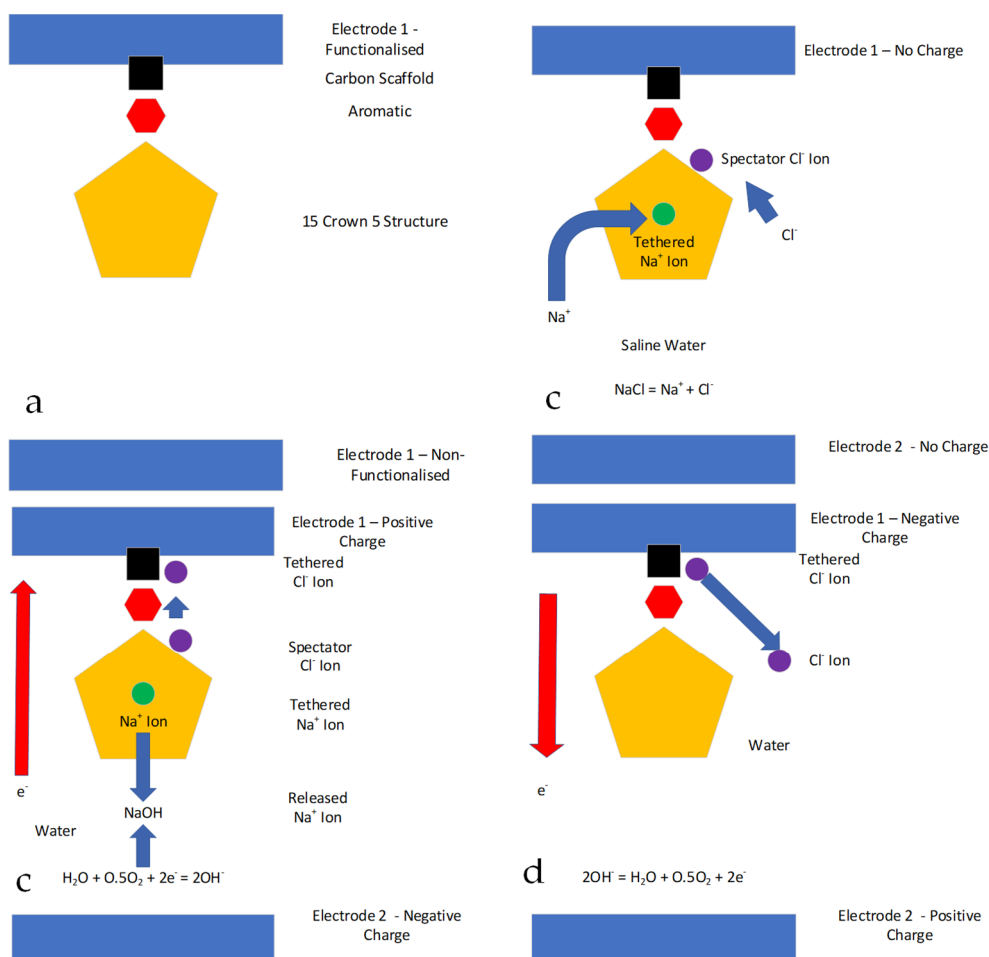 Electrode 1 -
Functionalised
Carbon Scaffold
Aromatic
15 Crown 5 Structure
a
Electrode 1 – No Charge
Spectator Cl⁻ Ion
Cl⁻
Tethered
Na⁺ Ion
Na⁺
Saline Water
NaCl = Na⁺ + Cl⁻
c
Electrode 1 – Non-
Functionalised
Electrode 1 – Positive
Charge
Tethered
Cl⁻ Ion
Spectator
Cl⁻ Ion
Tethered
Na⁺ Ion
Na⁺ Ion
e⁻
NaOH
Released
Na⁺ Ion
Water
c
H₂O + O.5O₂ + 2e⁻ = 2OH⁻
Electrode 2 - Negative
Charge
Electrode 2 - No Charge
Electrode 1 – Negative
Charge
Tethered
Cl⁻ Ion
Cl⁻ Ion
Water
e⁻
d
2OH⁻ = H₂O + O.5O₂ + 2e⁻
Electrode 2 - Positive
Charge